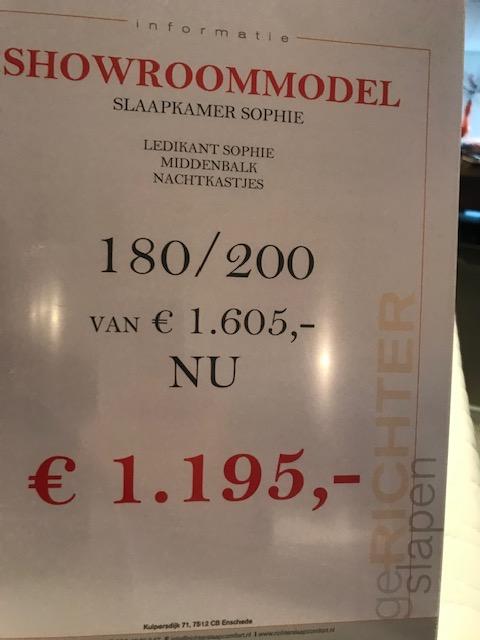 informatie
SHOWROOMMODEL
SLAAPKAMER SOPHIE
LEDIKANT SOPHIE
MIDDENBALK
NACHTKASTJES
180/200
VAN € 1.605,-
NU
€ 1.195,-
geRICHTER
slapen
Kuipersdijk 71, 7512 CB Enschede